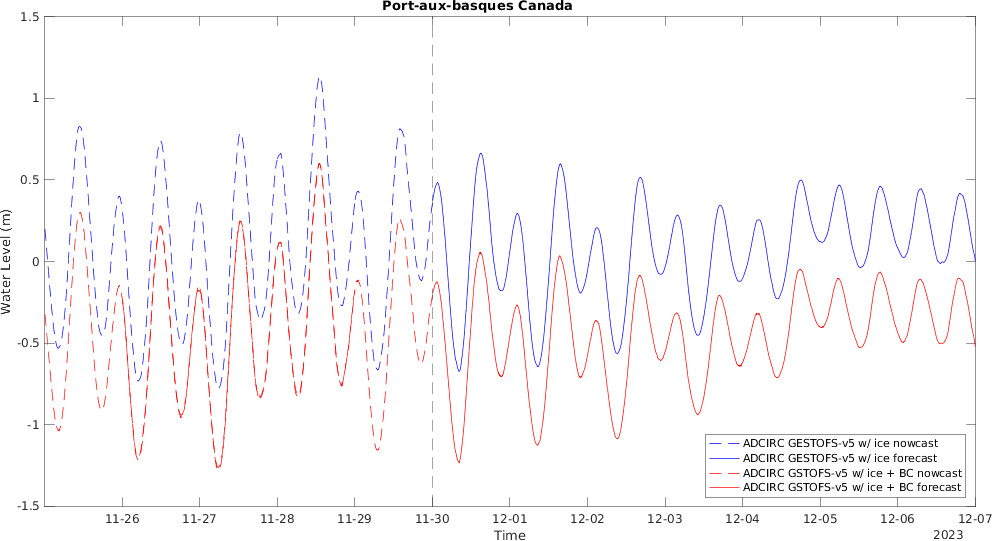 Port-aux-basques Canada
1.5
1
0.5
0
-0.5
-1
-1.5
Water Level (m)
ADCIRC GESTOFS-v5 w/ ice nowcast
ADCIRC GESTOFS-v5 w/ ice forecast
ADCIRC GSTOFS-v5 w/ ice + BC nowcast
ADCIRC GSTOFS-v5 w/ ice + BC forecast
11-26 11-27 11-28 11-29 11-30 12-01 12-02 12-03 12-04 12-05 12-06 12-07
Time
2023